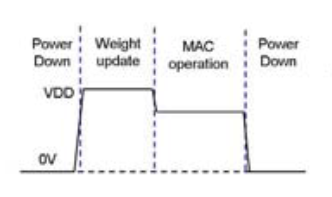 Power Down
Weight update
MAC operation
Power Down
VDD
0V